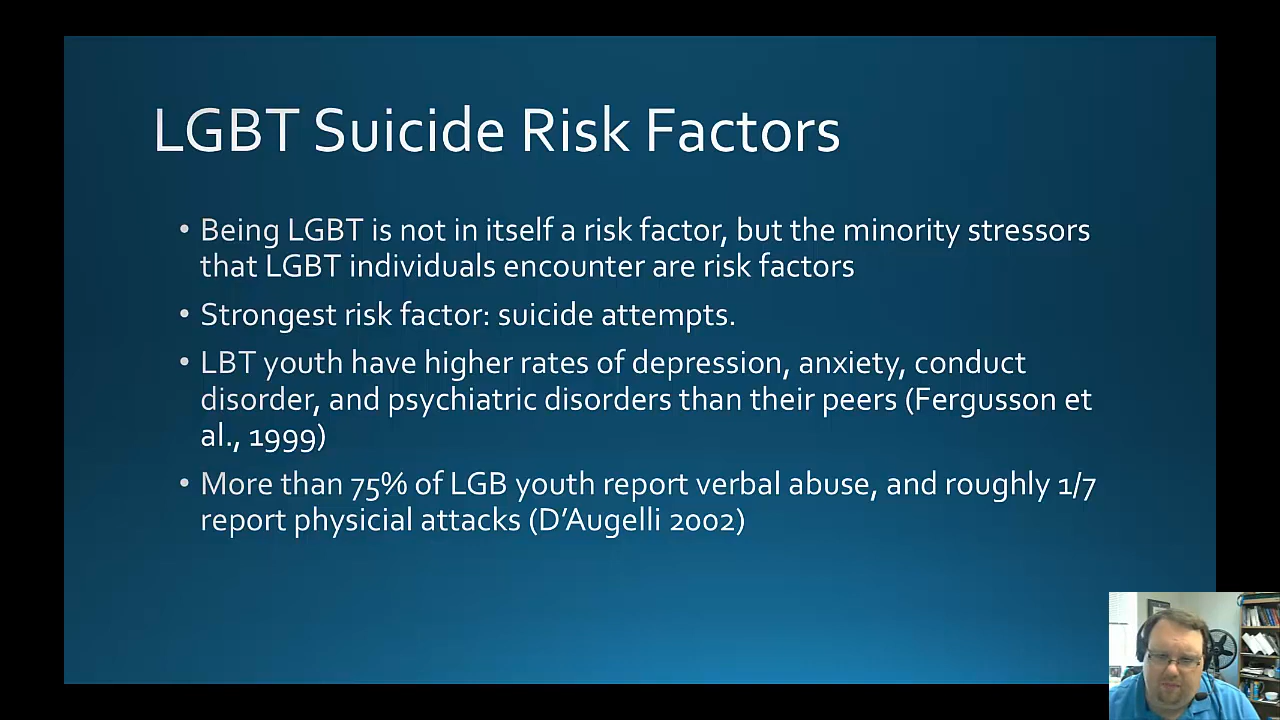 LGBT Suicide Risk Factors
• Being LGBT is not in itself a risk factor, but the minority stressors
that LGBT individuals encounter are risk factors
• Strongest risk factor: suicide attempts.
• LBT youth have higher rates of depression, anxiety, conduct
disorder, and psychiatric disorders than their peers (Fergusson et
al., 1999)
• More than 75% of LGB youth report verbal abuse, and roughly 1/7
report physicial attacks (D’Augelli 2002)